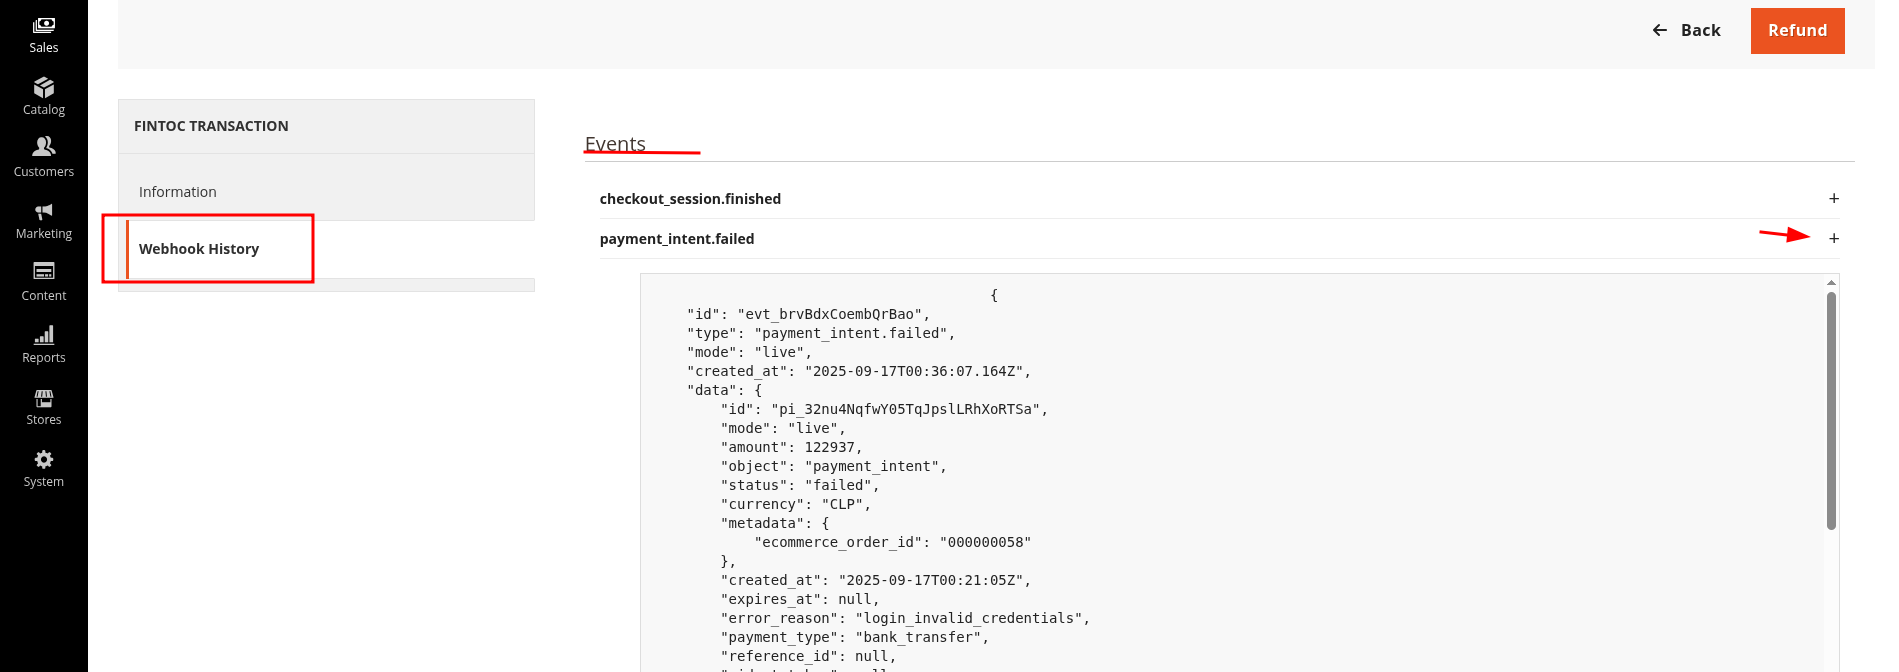 Sales
Catalog
Customers
Marketing
Content
Reports
Stores
System
Back
Refund
FINTOC TRANSACTION
Information
Webhook History
Events
checkout_session.finished +
payment_intent.failed +
{
"id": "evt_brvBdxCoembQrBao",
"type": "payment_intent.failed",
"mode": "live",
"created_at": "2025-09-17T00:36:07.164Z",
"data": {
"id": "pi_32nu4NqfwY05TqJpslLRhXoRTSa",
"mode": "live",
"amount": 122937,
"object": "payment_intent",
"status": "failed",
"currency": "CLP",
"metadata": {
"ecommerce_order_id": "000000058"
},
"created_at": "2025-09-17T00:21:05Z",
"expires_at": null,
"error_reason": "login_invalid_credentials",
"payment_type": "bank_transfer",
"reference_id": null,